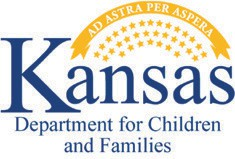 AD ASTRA PER ASPERA
Kansas
Department for Children
and Families